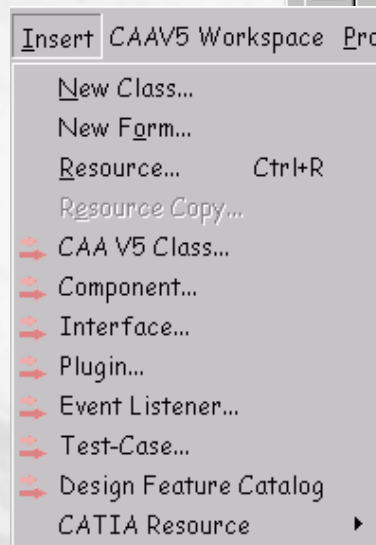 Insert CAAV5 Workspace Pro
New Class...
New Form...
Resource... Ctrl+R
Resource Copy...
CAA V5 Class...
Component...
Interface...
Plugin...
Event Listener...
Test-Case...
Design Feature Catalog
CATIA Resource